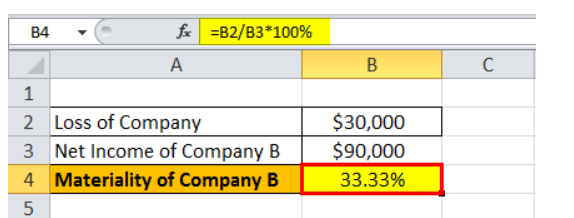 B4 fx =B2/B3*100%
A B C
1
2 Loss of Company $30,000
3 Net Income of Company B $90,000
4 Materiality of Company B 33.33%
5